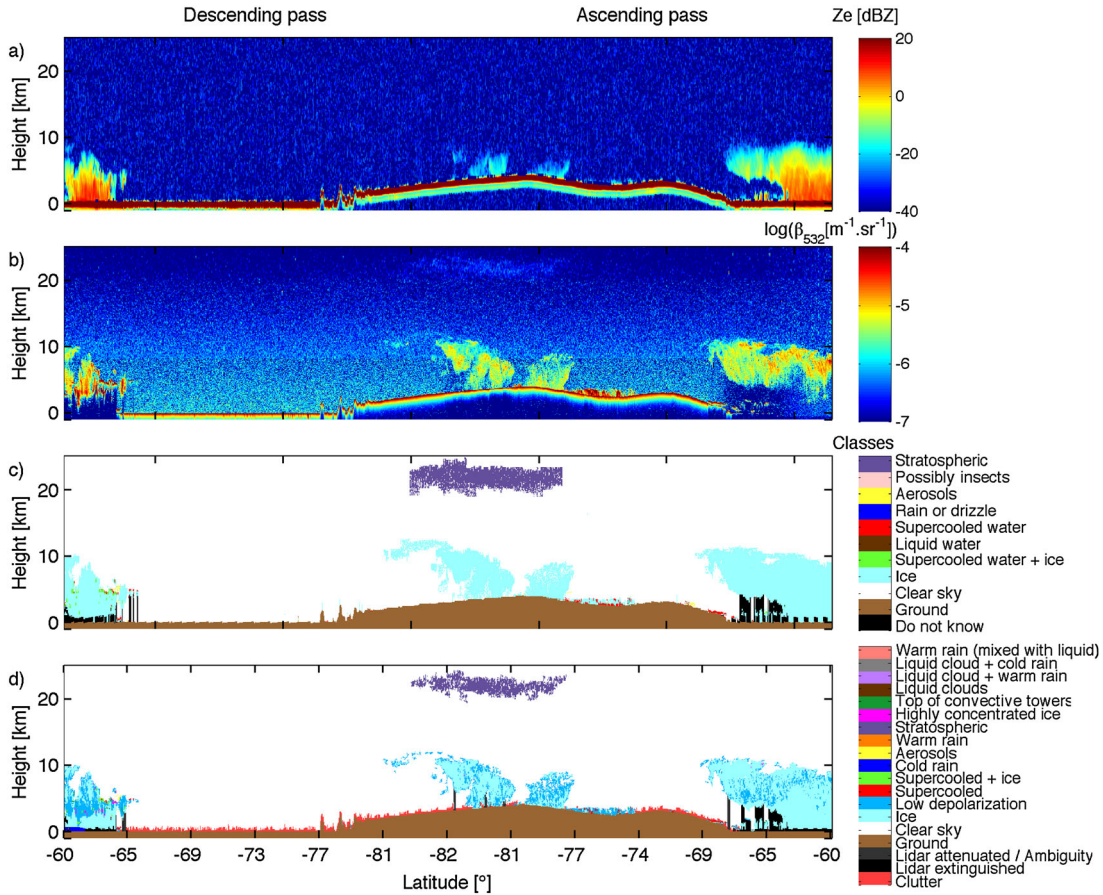 Descending pass
Ascending pass
Ze [dBZ]
a)
Height [km]
20
10
0
20
0
-20
-40
log(β532[m-1.sr-1])
b)
Height [km]
20
10
0
-4
-5
-6
-7
Classes
c)
Height [km]
20
10
0
Stratospheric
Possibly insects
Aerosols
Rain or drizzle
Supercooled water
Liquid water
Supercooled water + ice
Ice
Clear sky
Ground
Do not know
d)
Height [km]
20
10
0
Warm rain (mixed with liquid)
Liquid cloud + cold rain
Liquid cloud + warm rain
Liquid clouds
Top of convective towers
Highly concentrated ice
Stratospheric
Warm rain
Aerosols
Cold rain
Supercooled + ice
Supercooled
Low depolarization
Ice
Clear sky
Ground
Lidar attenuated / Ambiguity
Lidar extinguished
Clutter
-60 -65 -69 -77 -81 -82 -81 -77 -69 -65 -60
Latitude [°]